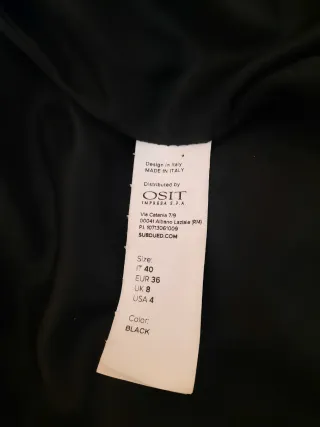 Design in Italy
MADE IN ITALY
Distributed by
OSIT
IMPRESA S.P.A.
Via Catania 7/9
00041 Albano Laziale (RM)
P.I. 10713061009
SUBDUED.COM
Size:
IT 40
EUR 36
UK 8
USA 4
Color:
BLACK